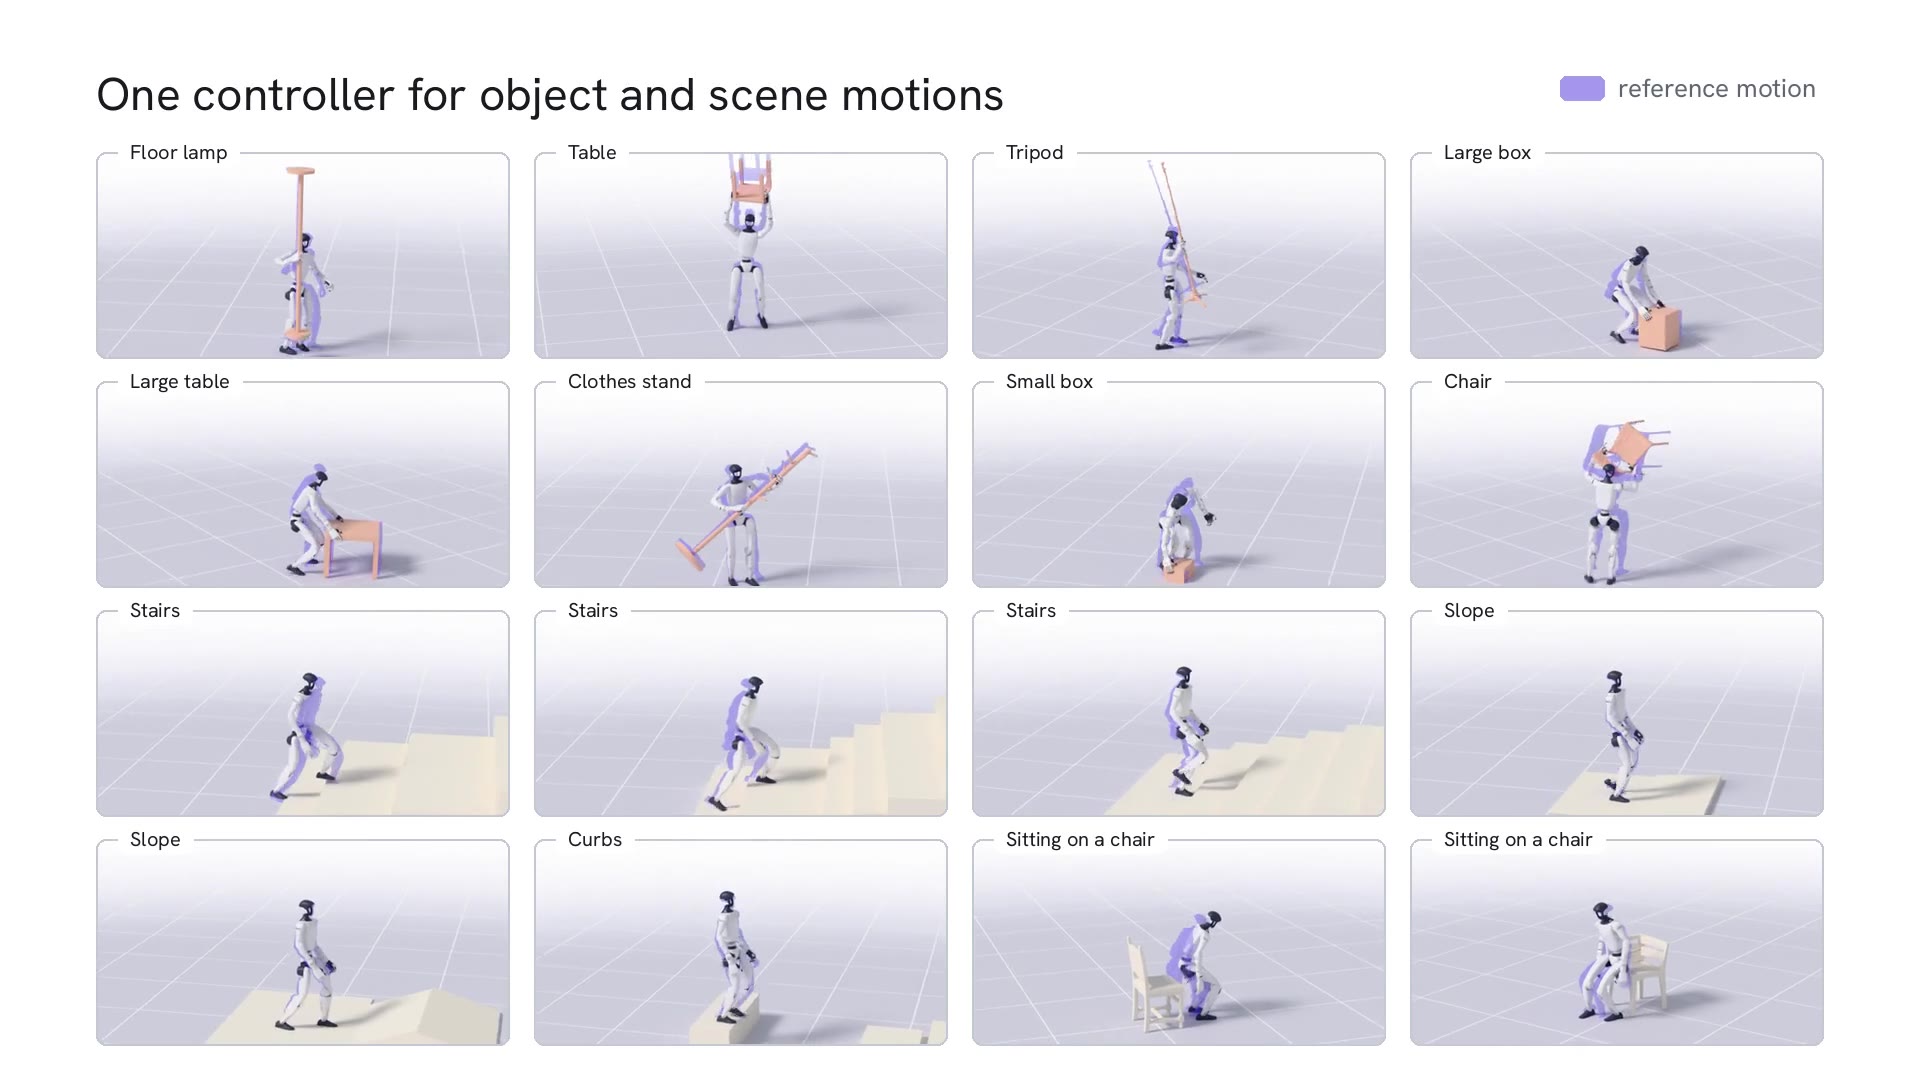 One controller for object and scene motions
reference motion
Floor lamp
Table
Tripod
Large box
Large table
Clothes stand
Small box
Chair
Stairs
Stairs
Stairs
Slope
Slope
Curbs
Sitting on a chair
Sitting on a chair